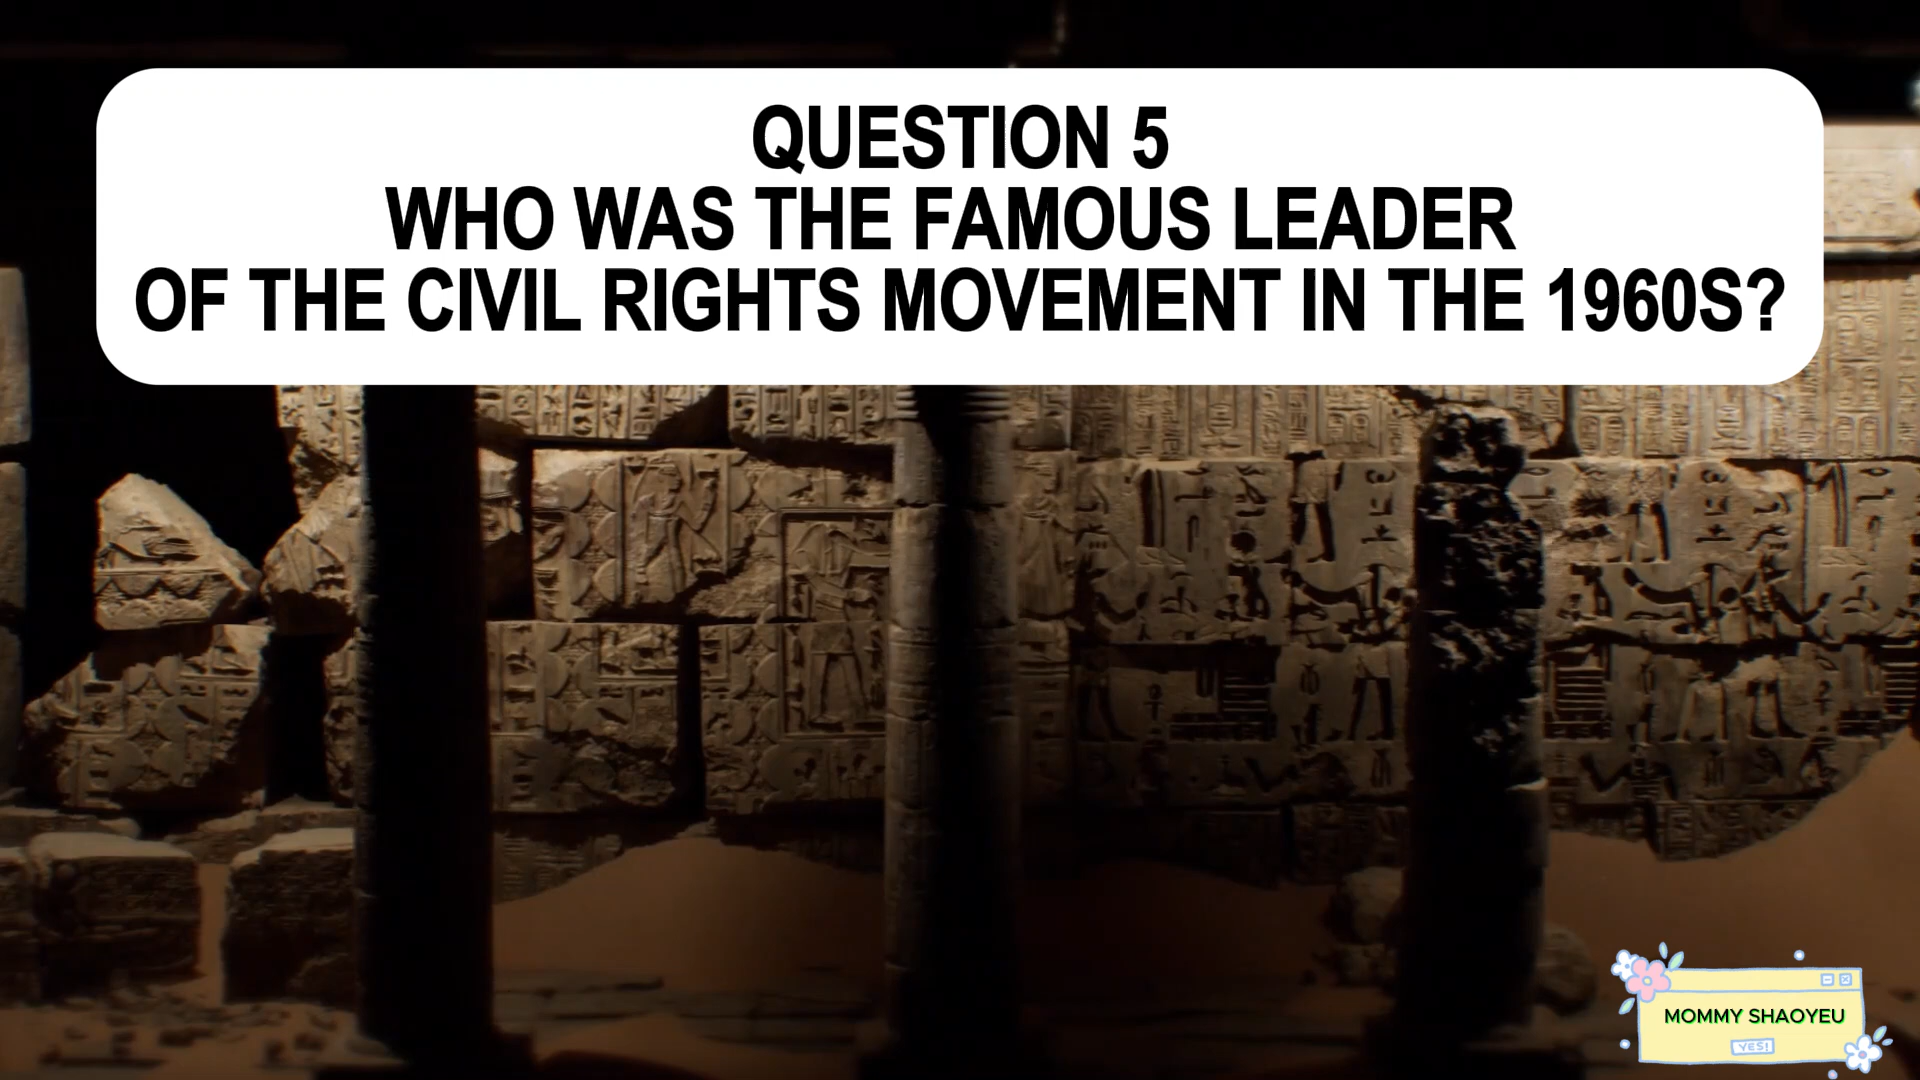 QUESTION 5
WHO WAS THE FAMOUS LEADER
OF THE CIVIL RIGHTS MOVEMENT IN THE 1960S?
MOMMY SHAOYEU
YES!